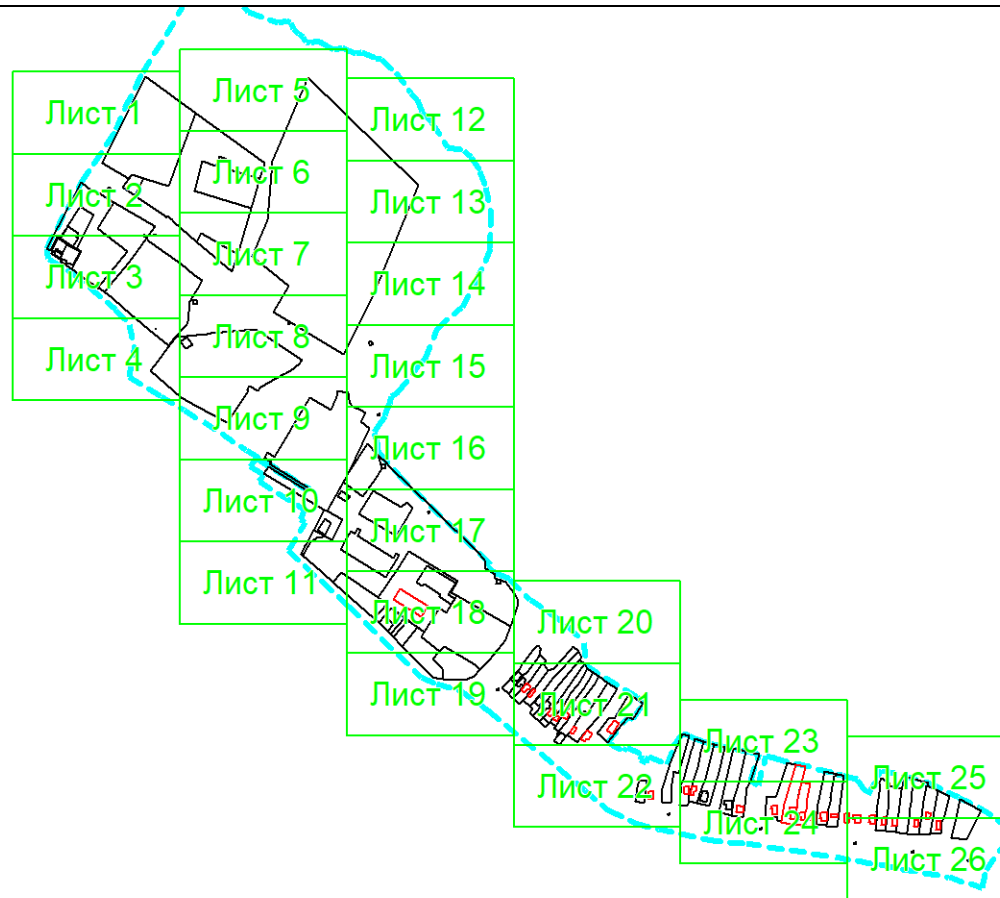 Лист 1
Лист 2
Лист 3
Лист 4
Лист 5
Лист 6
Лист 7
Лист 8
Лист 9
Лист 10
Лист 11
Лист 12
Лист 13
Лист 14
Лист 15
Лист 16
Лист 17
Лист 18
Лист 19
Лист 20
Лист 21
Лист 22
Лист 23
Лист 24
Лист 25
Лист 26